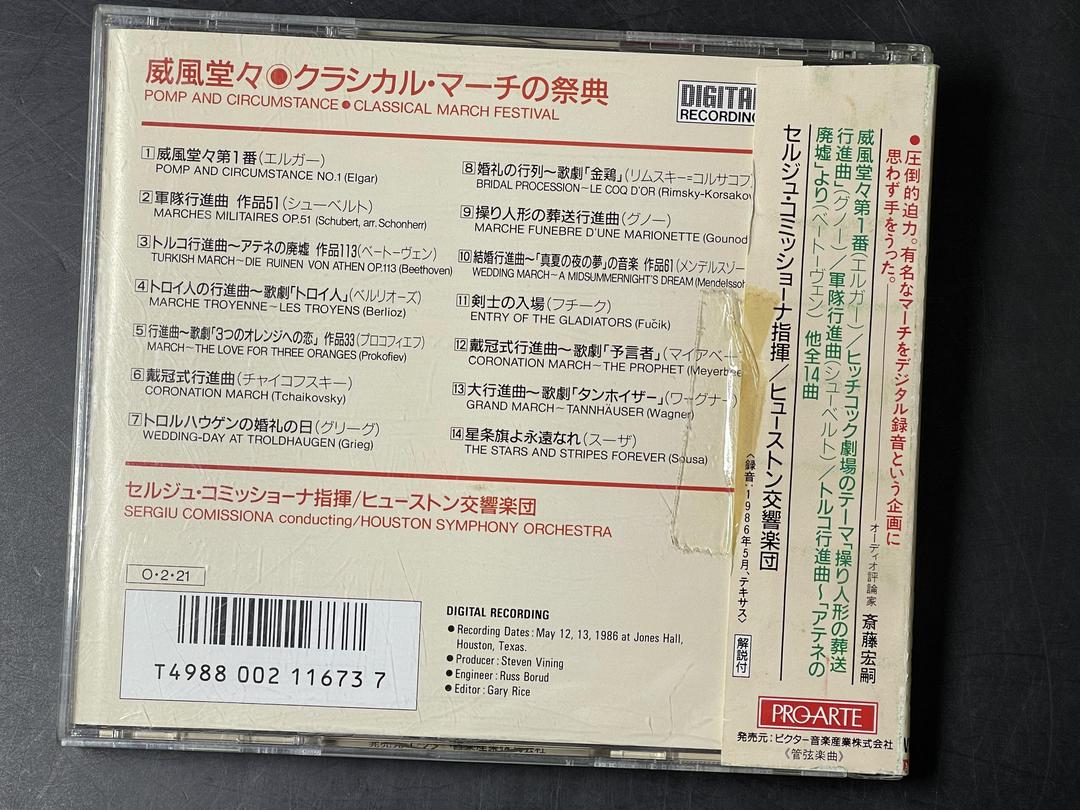 威風堂々◉クラシカル・マーチの祭典
POMP AND CIRCUMSTANCE ● CLASSICAL MARCH FESTIVAL
DIGITAL
RECORDING
1 威風堂々第1番(エルガー)
POMP AND CIRCUMSTANCE NO.1 (Elgar)
2 軍隊行進曲 作品51(シューベルト)
MARCHES MILITAIRES OP.51 (Schubert, arr. Schonherr)
3 トルコ行進曲〜アテネの廃墟 作品113(ベートーヴェン)
TURKISH MARCH~DIE RUINEN VON ATHEN OP.113 (Beethoven)
4 トロイ人の行進曲〜歌劇「トロイ人」(ベルリオーズ)
MARCHE TROYENNE~LES TROYENS (Berlioz)
5 行進曲〜歌劇「3つのオレンジへの恋」作品33(プロコフィエフ)
MARCH~THE LOVE FOR THREE ORANGES (Prokofiev)
6 戴冠式行進曲(チャイコフスキー)
CORONATION MARCH (Tchaikovsky)
7 トロルハウゲンの婚礼の日(グリーグ)
WEDDING-DAY AT TROLDHAUGEN (Grieg)
8 婚礼の行列〜歌劇「金鶏」(リムスキー=コルサコフ
BRIDAL PROCESSION~LE COQ D'OR (Rimsky-Korsakov
9 操り人形の葬送行進曲(グノー)
MARCHE FUNEBRE D'UNE MARIONETTE (Gounod
10 結婚行進曲〜「真夏の夜の夢」の音楽 作品61(メンデルスゾー
WEDDING MARCH~A MIDSUMMERNIGHT'S DREAM (Mendelssoh
11 剣士の入場(フチーク)
ENTRY OF THE GLADIATORS (Fučik)
12 戴冠式行進曲〜歌劇「予言者」(マイアベー
CORONATION MARCH~THE PROPHET (Meyerbee
13 大行進曲〜歌劇「タンホイザー」(ワーグナー)
GRAND MARCH~TANNHÄUSER (Wagner)
14 星条旗よ永遠なれ(スーザ)
THE STARS AND STRIPES FOREVER (Sousa)
セルジュ・コミッショーナ指揮/ヒューストン交響楽団
SERGIU COMISSIONA conducting/HOUSTON SYMPHONY ORCHESTRA
O・2・21
T4988 002 11673 7
DIGITAL RECORDING
● Recording Dates : May 12, 13, 1986 at Jones Hall,
Houston, Texas.
● Producer : Steven Vining
● Engineer : Russ Borud
● Editor : Gary Rice
●圧倒的迫力。有名なマーチをデジタル録音という企画に
思わず手をうった。
オーディオ評論家 斎藤宏嗣
威風堂々第1番(エルガー)/ヒッチコック劇場のテーマ「操り人形の葬送
行進曲」(グノー)/軍隊行進曲(シューベルト)/トルコ行進曲〜「アテネの
廃墟」より(ベートーヴェン) 他全14曲
セルジュ・コミッショーナ指揮/ヒューストン交響楽団
〈録音:1986年5月、テキサス〉
解説付
PRO-ARTE
発売元:ビクター音楽産業株式会社
《管弦楽曲》